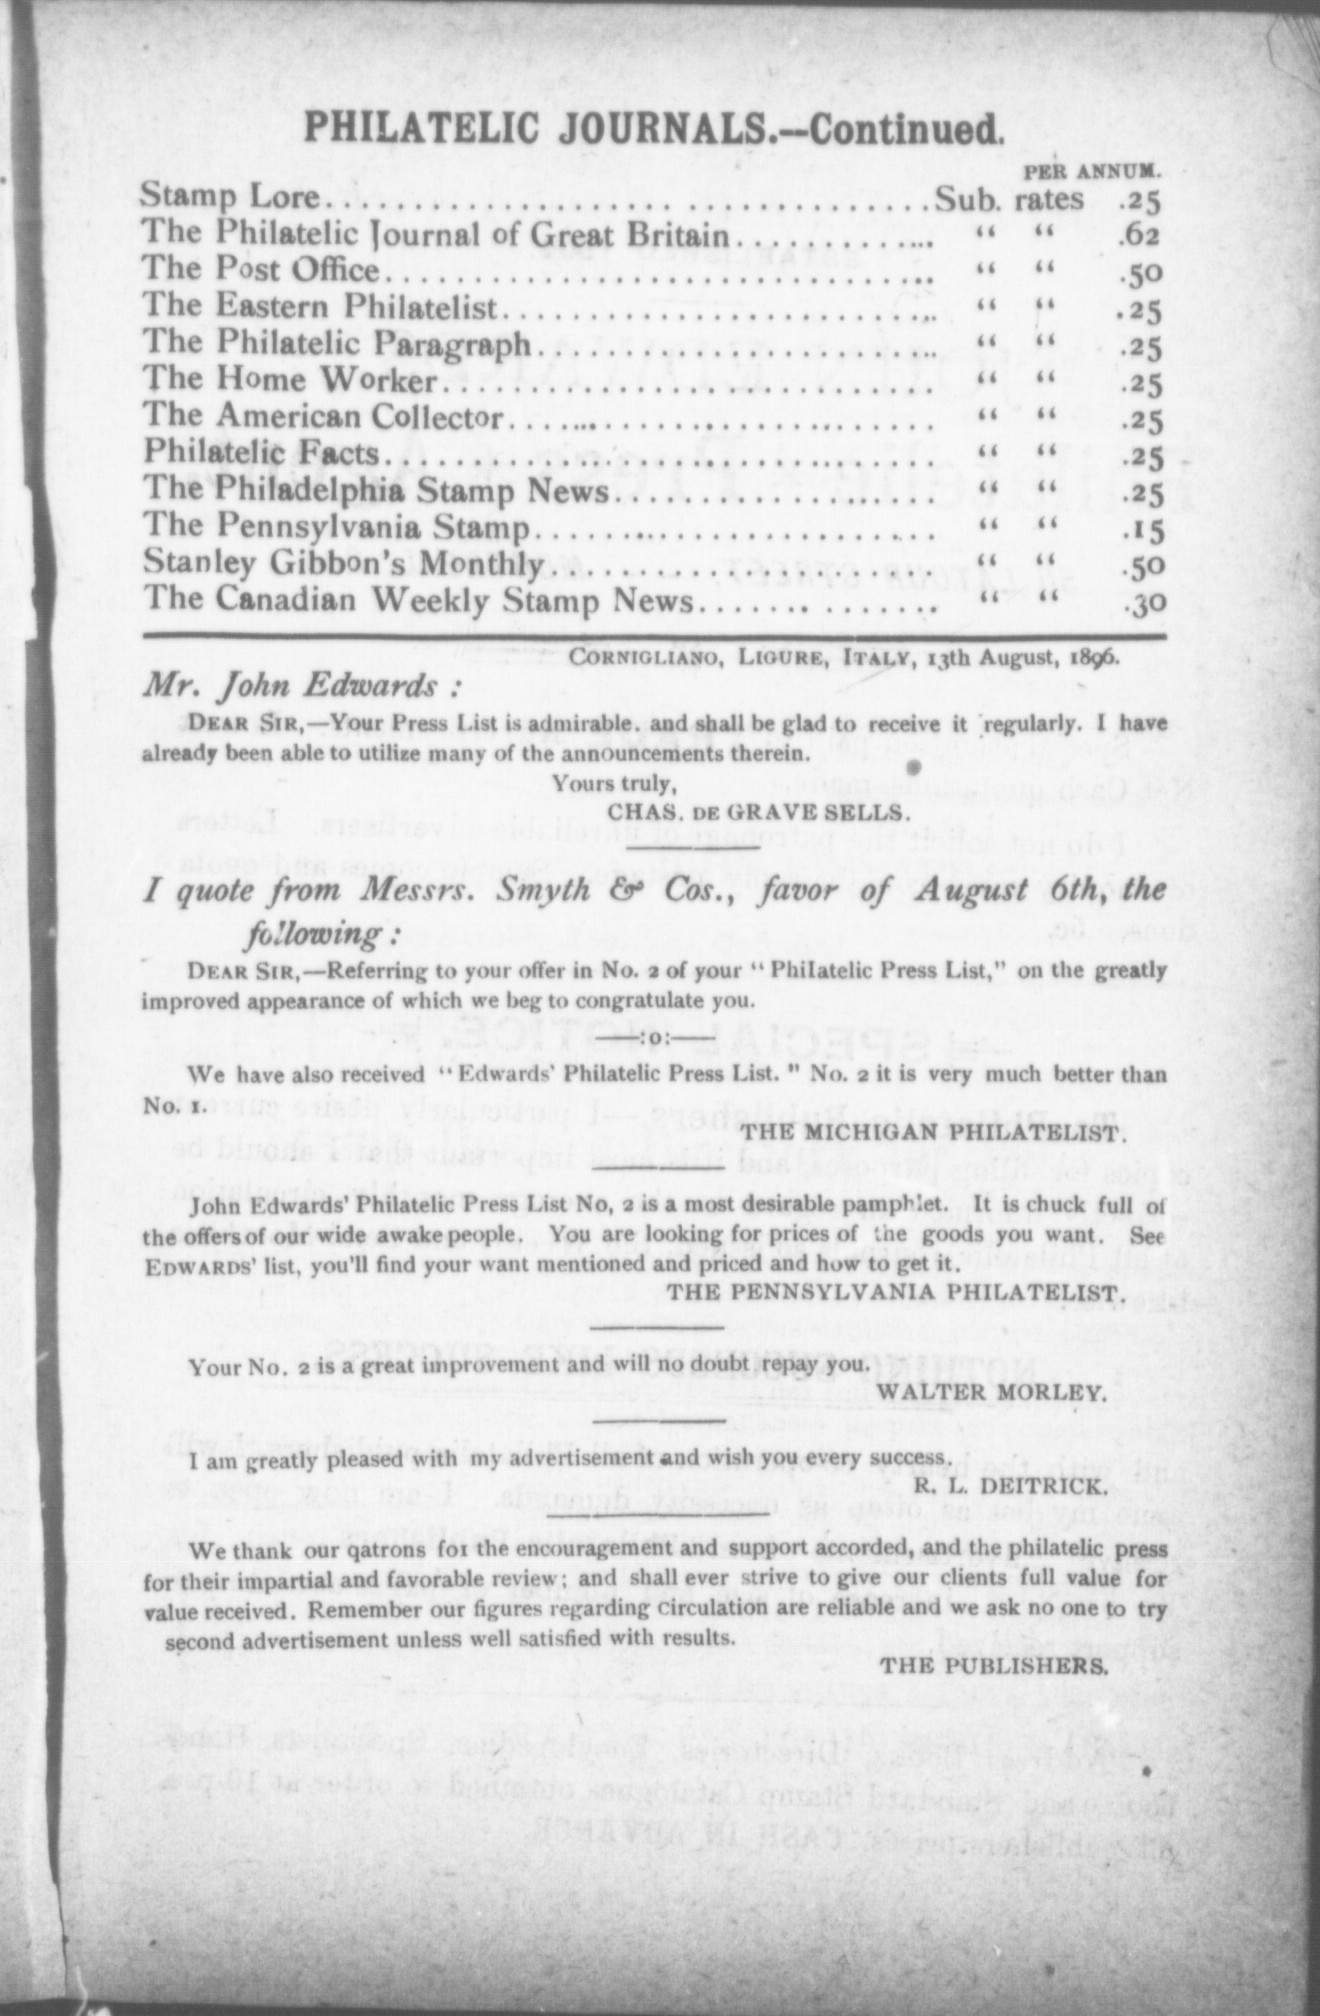 PHILATELIC JOURNALS.—Continued.
PER ANNUM.
Stamp Lore.................................Sub. rates .25
The Philatelic Journal of Great Britain............ “ “ .62
The Post Office............................... “ “ .50
The Eastern Philatelist......................... “ “ .25
The Philatelic Paragraph....................... “ “ .25
The Home Worker............................ “ “ .25
The American Collector........................ “ “ .25
Philatelic Facts............................... “ “ .25
The Philadelphia Stamp News.................. “ “ .25
The Pennsylvania Stamp....................... “ “ .15
Stanley Gibbon's Monthly...................... “ “ .50
The Canadian Weekly Stamp News....... ....... “ “ .30
CORNIGLIANO, LIGURE, ITALY, 13th August, 1896.
Mr. John Edwards :
DEAR SIR,—Your Press List is admirable. and shall be glad to receive it regularly. I have
already been able to utilize many of the announcements therein.
Yours truly,
CHAS. DE GRAVE SELLS.
I quote from Messrs. Smyth & Cos., favor of August 6th, the
following :
DEAR SIR,—Referring to your offer in No. 2 of your “ Philatelic Press List,” on the greatly
improved appearance of which we beg to congratulate you.
——:o:——
We have also received “ Edwards' Philatelic Press List. ” No. 2 it is very much better than
No. 1.
THE MICHIGAN PHILATELIST.
John Edwards' Philatelic Press List No, 2 is a most desirable pamphlet. It is chuck full of
the offers of our wide awake people. You are looking for prices of the goods you want. See
EDWARDS' list, you'll find your want mentioned and priced and how to get it.
THE PENNSYLVANIA PHILATELIST.
Your No. 2 is a great improvement and will no doubt repay you.
WALTER MORLEY.
I am greatly pleased with my advertisement and wish you every success.
R. L. DEITRICK.
We thank our qatrons for the encouragement and support accorded, and the philatelic press
for their impartial and favorable review; and shall ever strive to give our clients full value for
value received. Remember our figures regarding circulation are reliable and we ask no one to try
second advertisement unless well satisfied with results.
THE PUBLISHERS.